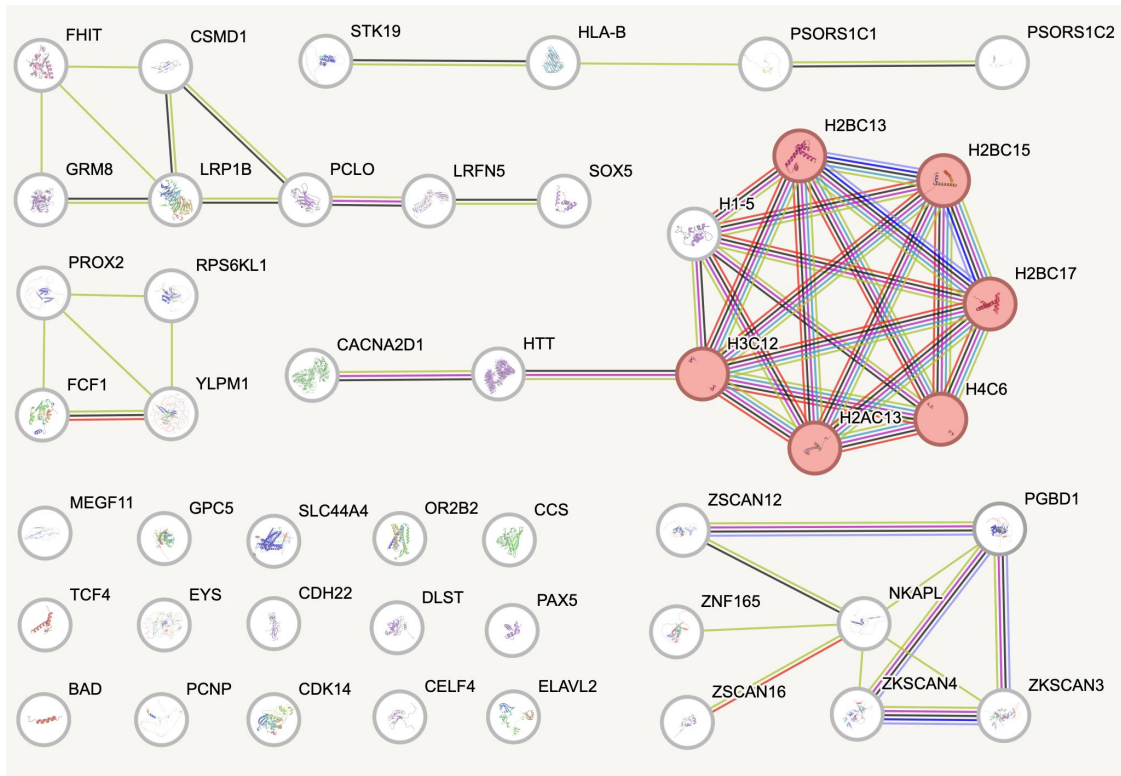 FHIT
CSMD1
STK19
HLA-B
PSORS1C1
PSORS1C2
GRM8
LRP1B
PCLO
LRFN5
SOX5
H2BC13
H2BC15
H1-5
H2BC17
H3C12
H4C6
H2AC13
PROX2
RPS6KL1
FCF1
YLPM1
CACNA2D1
HTT
MEGF11
GPC5
SLC44A4
OR2B2
CCS
TCF4
EYS
CDH22
DLST
PAX5
BAD
PCNP
CDK14
CELF4
ELAVL2
ZSCAN12
PGBD1
ZNF165
NKAPL
ZSCAN16
ZKSCAN4
ZKSCAN3